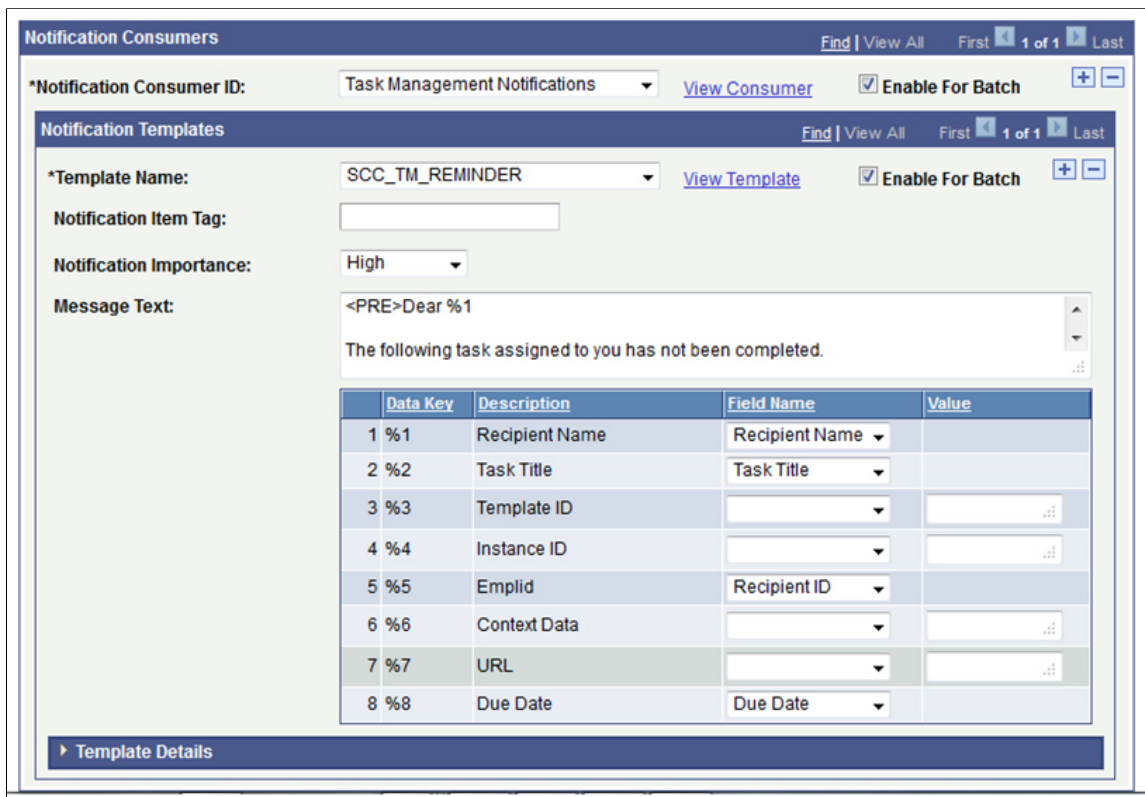 Notification Consumers Find | View All First 1 of 1 Last
*Notification Consumer ID: Task Management Notifications View Consumer Enable For Batch
Notification Templates Find | View All First 1 of 1 Last
*Template Name: SCC_TM_REMINDER View Template Enable For Batch
Notification Item Tag:
Notification Importance: High
Message Text: <PRE>Dear %1
The following task assigned to you has not been completed.
Data Key Description Field Name Value
1 %1 Recipient Name Recipient Name
2 %2 Task Title Task Title
3 %3 Template ID
4 %4 Instance ID
5 %5 Emplid Recipient ID
6 %6 Context Data
7 %7 URL
8 %8 Due Date Due Date
Template Details